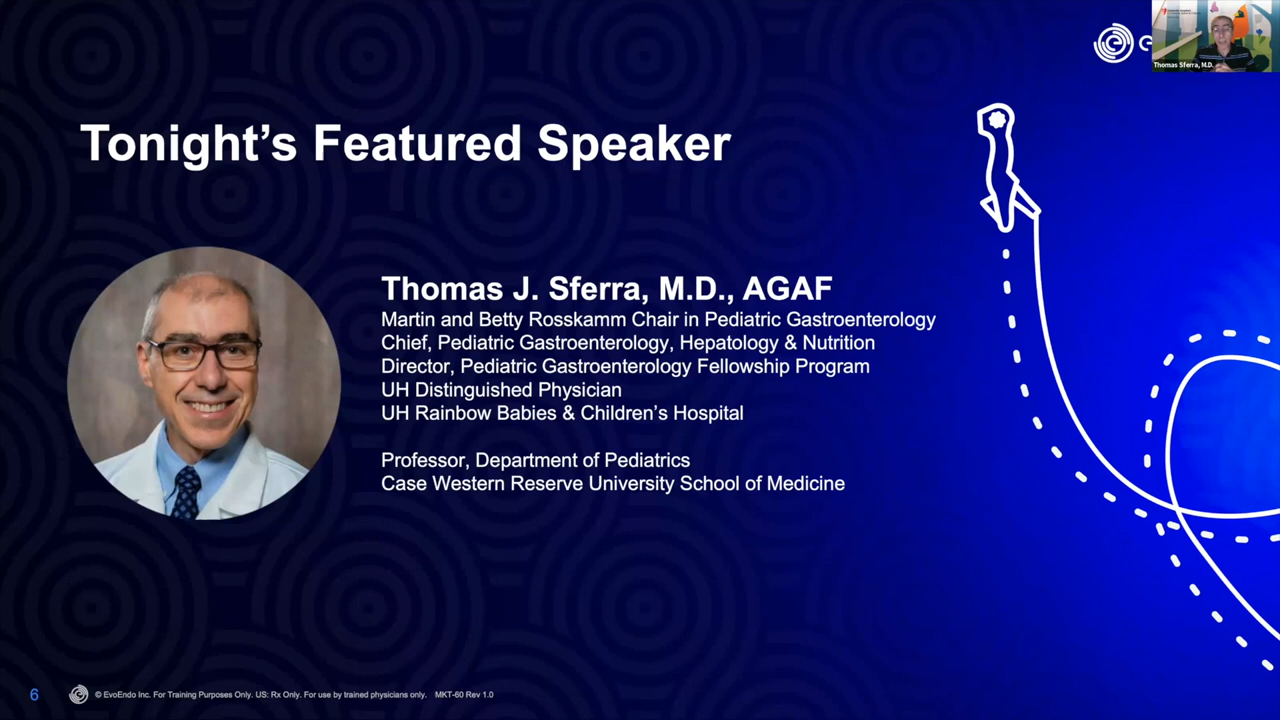 Tonight’s Featured Speaker
Thomas Sferra, M.D.
Thomas J. Sferra, M.D., AGAF
Martin and Betty Rosskamm Chair in Pediatric Gastroenterology
Chief, Pediatric Gastroenterology, Hepatology & Nutrition
Director, Pediatric Gastroenterology Fellowship Program
UH Distinguished Physician
UH Rainbow Babies & Children’s Hospital
Professor, Department of Pediatrics
Case Western Reserve University School of Medicine
6
© EvoEndo Inc. For Training Purposes Only. US: Rx Only. For use by trained physicians only. MKT-60 Rev 1.0